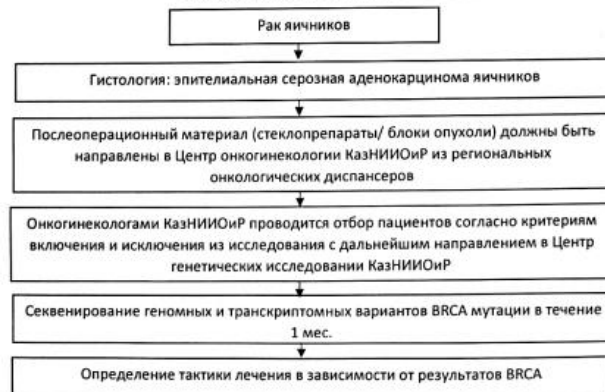 Рак яичников
Гистология: эпителиальная серозная аденокарцинома яичников
Послеоперационный материал (стеклопрепараты/ блоки опухоли) должны быть
направлены в Центр онкогинекологии КазНИИОиР из региональных
онкологических диспансеров
Онкогинекологами КазНИИОиР проводится отбор пациентов согласно критериям
включения и исключения из исследования с дальнейшим направлением в Центр
генетических исследовании КазНИИОиР
Секвенирование геномных и транскриптомных вариантов BRCA мутации в течение
1 мес.
Определение тактики лечения в зависимости от результатов BRCA